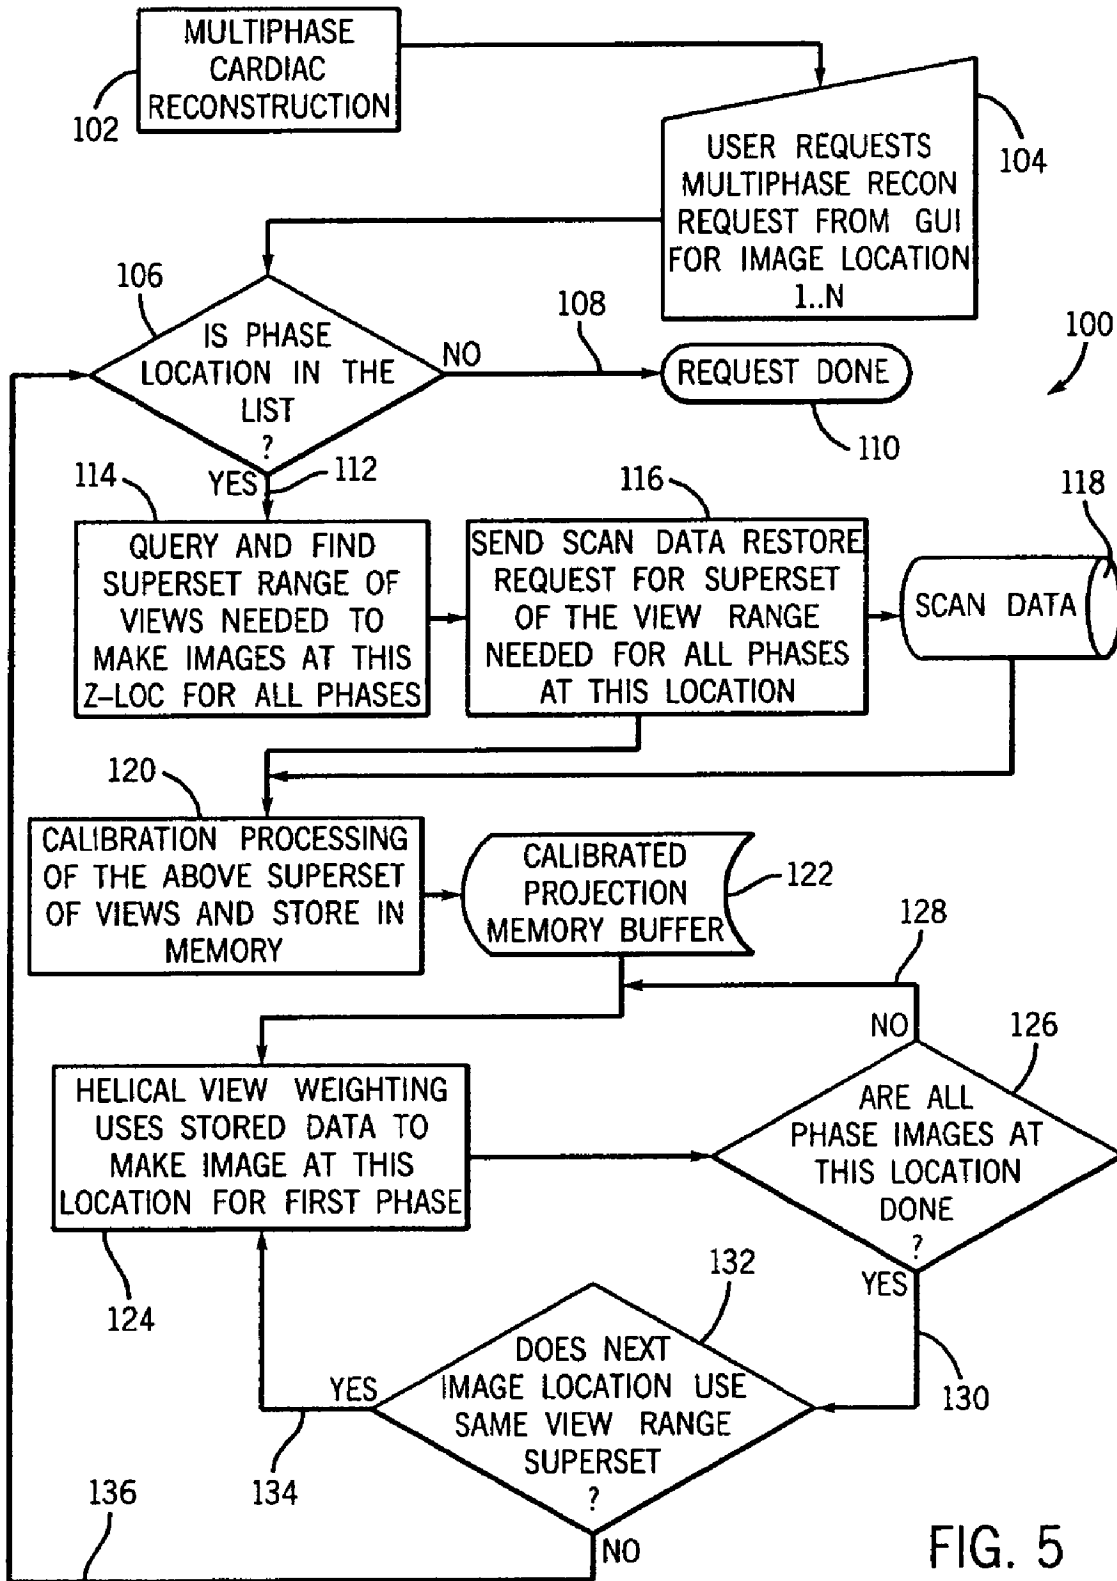 MULTIPHASE
CARDIAC
RECONSTRUCTION
102
USER REQUESTS
MULTIPHASE RECON
REQUEST FROM GUI
FOR IMAGE LOCATION
1..N
104
106
IS PHASE
LOCATION IN THE
LIST
?
NO
108
REQUEST DONE
110
100
YES
112
114
QUERY AND FIND
SUPERSET RANGE OF
VIEWS NEEDED TO
MAKE IMAGES AT THIS
Z-LOC FOR ALL PHASES
116
SEND SCAN DATA RESTORE
REQUEST FOR SUPERSET
OF THE VIEW RANGE
NEEDED FOR ALL PHASES
AT THIS LOCATION
118
SCAN DATA
120
CALIBRATION PROCESSING
OF THE ABOVE SUPERSET
OF VIEWS AND STORE IN
MEMORY
CALIBRATED
PROJECTION
MEMORY BUFFER
122
128
NO
126
HELICAL VIEW WEIGHTING
USES STORED DATA TO
MAKE IMAGE AT THIS
LOCATION FOR FIRST PHASE
124
ARE ALL
PHASE IMAGES AT
THIS LOCATION
DONE
?
YES
130
132
DOES NEXT
IMAGE LOCATION USE
SAME VIEW RANGE
SUPERSET
?
YES
134
NO
136
FIG. 5